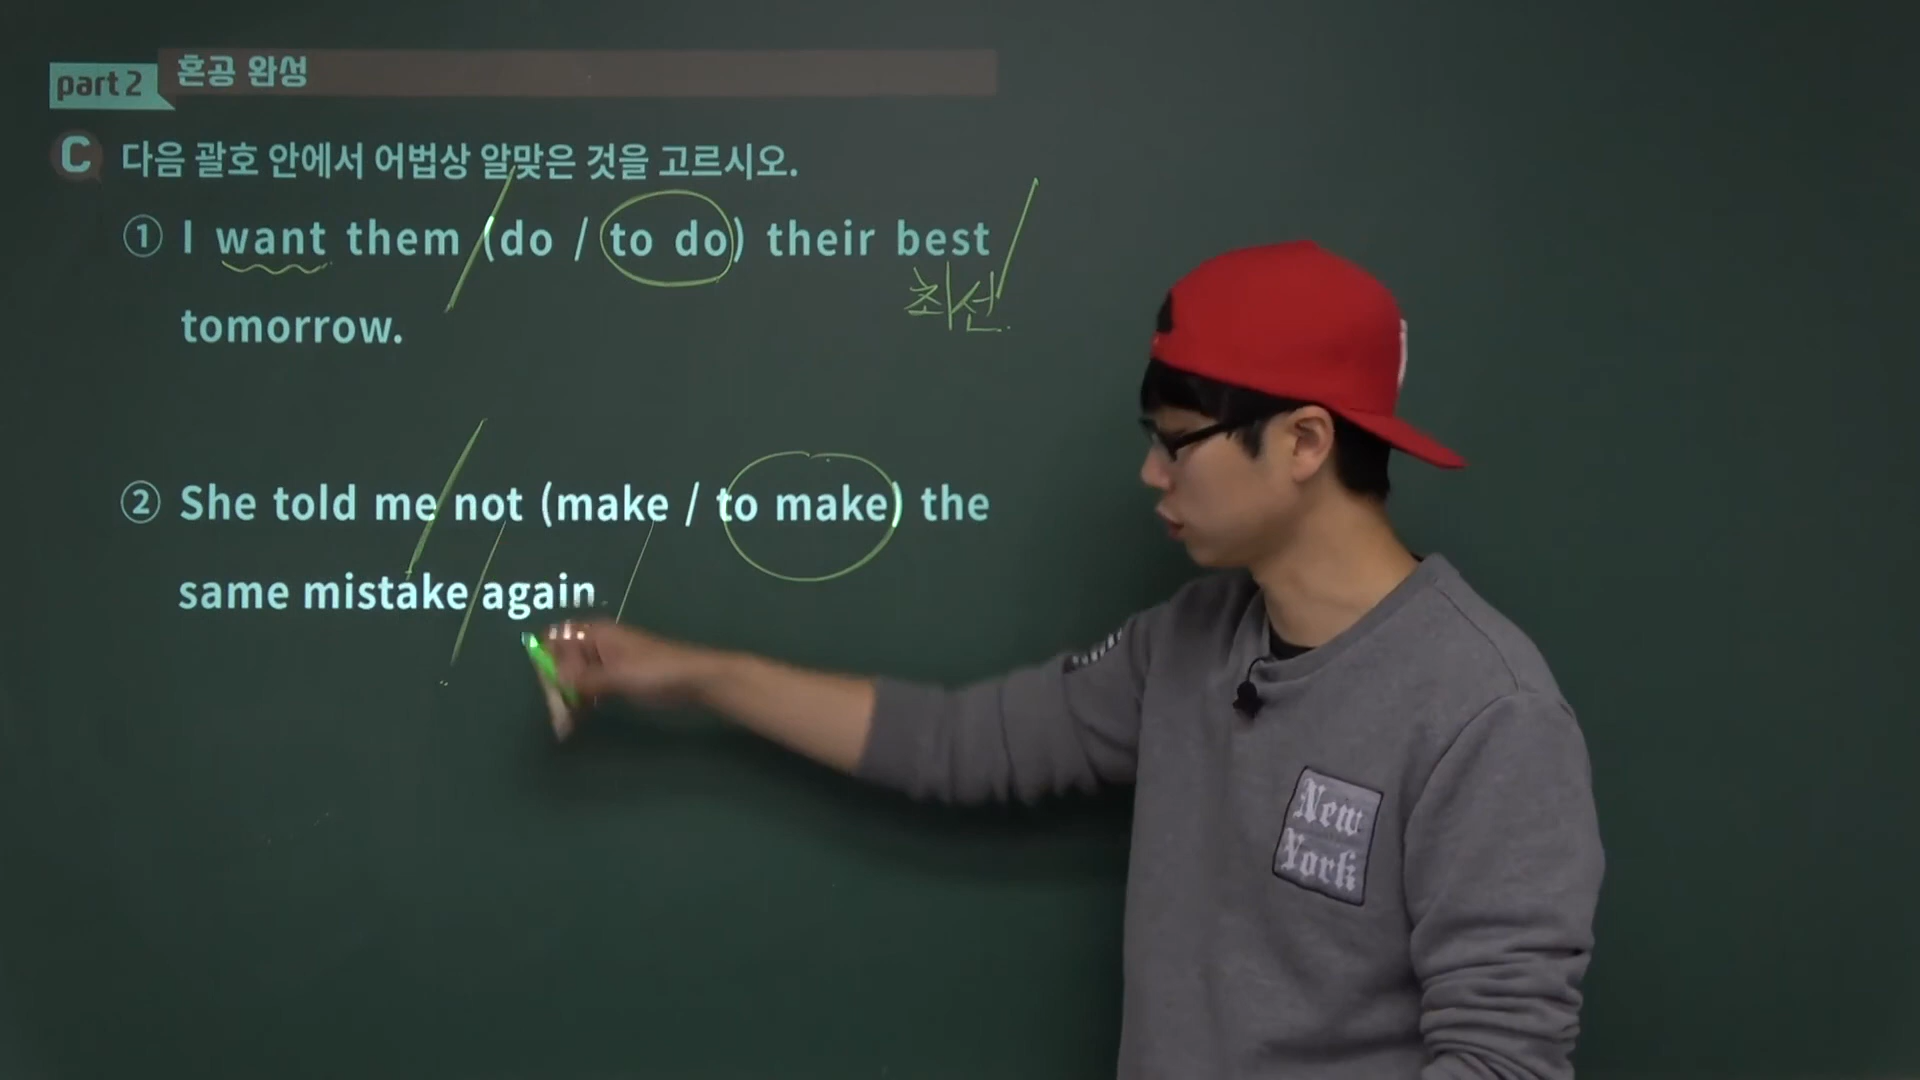 part 2 혼공 완성
C 다음 괄호 안에서 어법상 알맞은 것을 고르시오.
① I want them (do / to do) their best
최선.
tomorrow.
② She told me not (make / to make) the
same mistake again
New
York